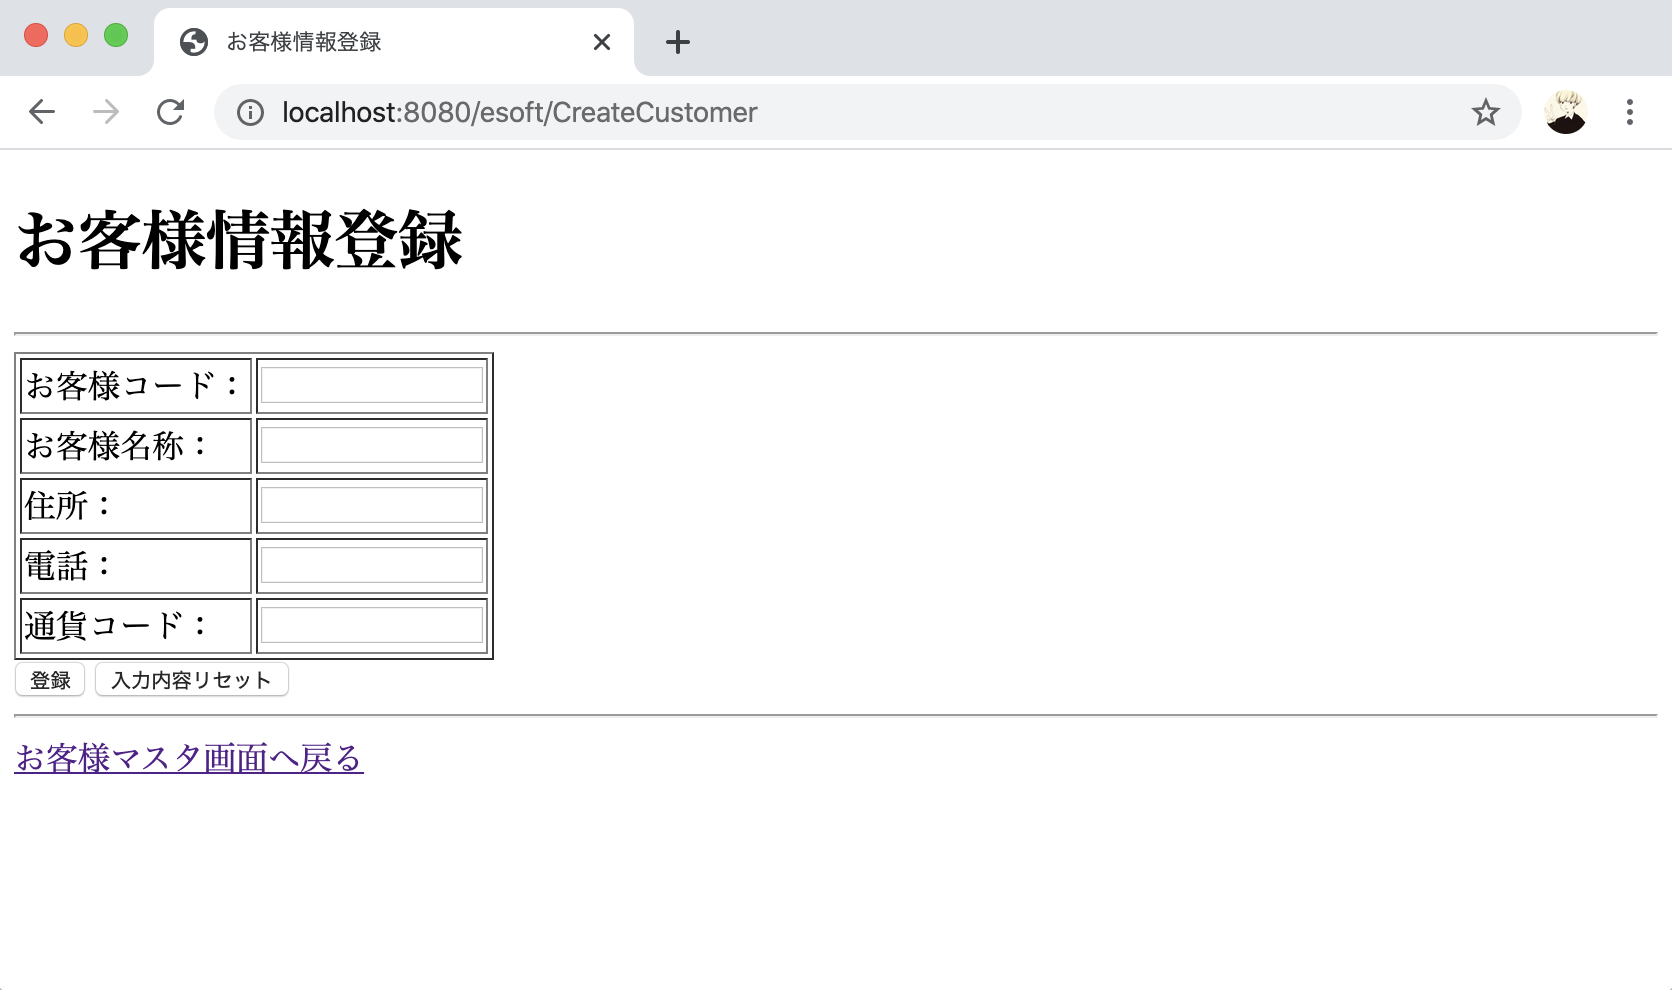 お客様情報登録
localhost:8080/esoft/CreateCustomer
お客様情報登録
お客様コード：
お客様名称：
住所：
電話：
通貨コード：
登録 入力内容リセット
お客様マスタ画面へ戻る